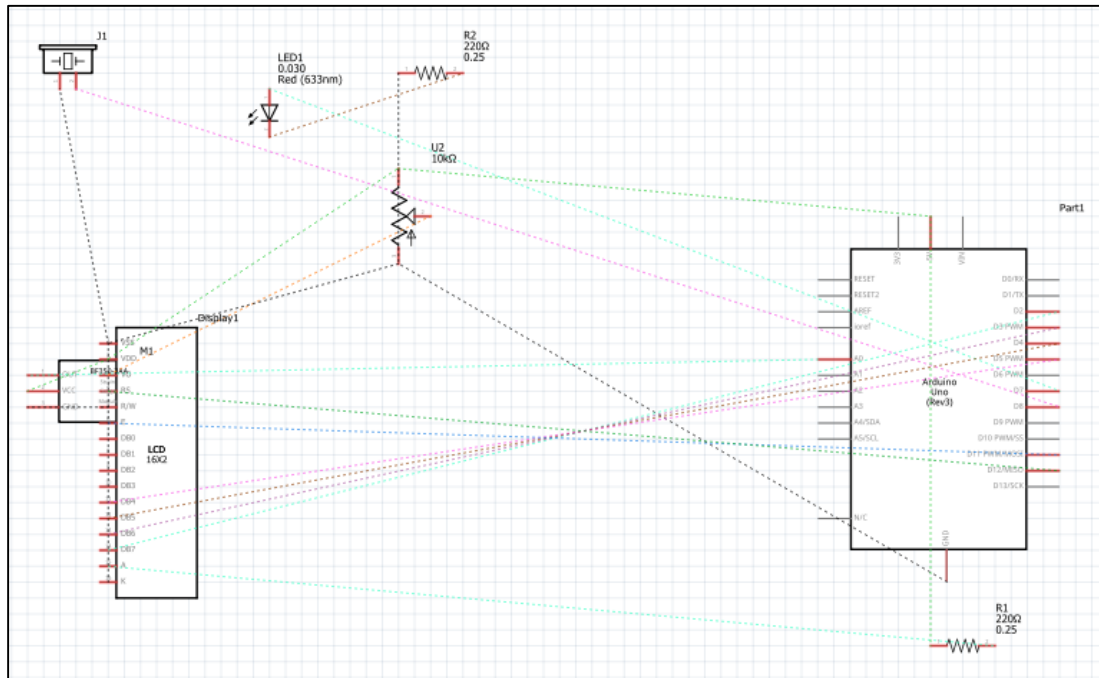 J1
R2
220Ω
0.25
LED1
0.030
Red (633nm)
U2
10kΩ
Part1
3V3
5V
VIN
RESET
RESET2
AREF
ioref
A0
A1
A2
A3
A4/SDA
A5/SCL
N/C
D0/RX
D1/TX
D2
D3 PWM
D4
D5 PWM
D6 PWM
D7
D8
D9 PWM
D10 PWM/SS
D11 PWM/MOSI
D12/MISO
D13/SCK
Arduino
Uno
(Rev3)
GND
Display1
M1
OUT
VCC
GND
VSS
VDD
V0
RS
R/W
E
DB0
DB1
DB2
DB3
DB4
DB5
DB6
DB7
A
K
LCD
16X2
R1
220Ω
0.25